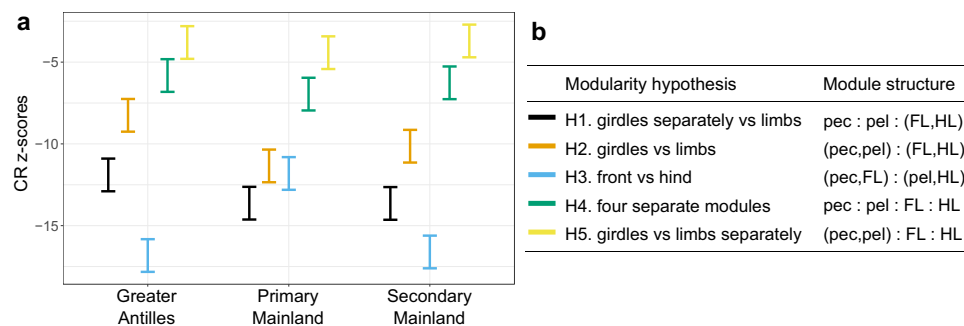 a
CR z-scores
−5
−10
−15
Greater
Antilles
Primary
Mainland
Secondary
Mainland
b
Modularity hypothesis Module structure
H1. girdles separately vs limbs pec : pel : (FL,HL)
H2. girdles vs limbs (pec,pel) : (FL,HL)
H3. front vs hind (pec,FL) : (pel,HL)
H4. four separate modules pec : pel : FL : HL
H5. girdles vs limbs separately (pec,pel) : FL : HL